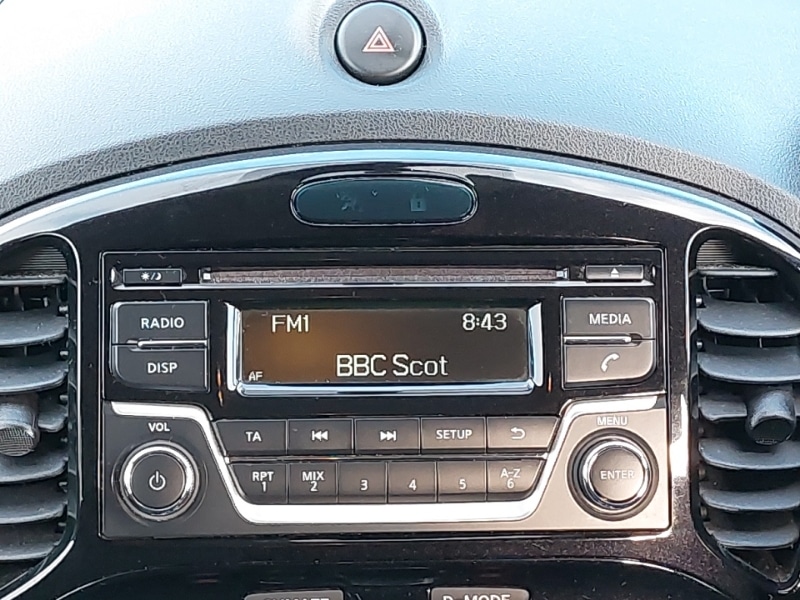 RADIO
DISP
FM1 8:43
BBC Scot
AF
MEDIA
VOL
MENU
TA SETUP
ENTER
RPT 1 MIX 2 3 4 5 A-Z 6
D-MODE